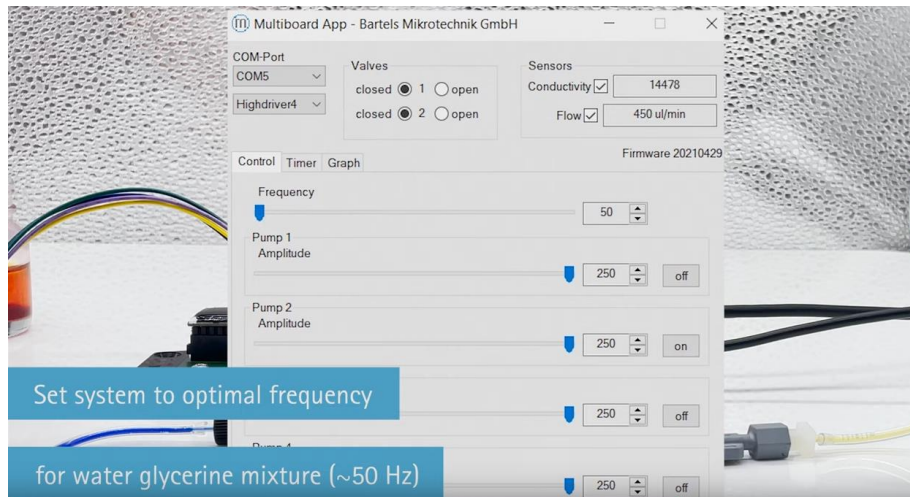 Multiboard App - Bartels Mikrotechnik GmbH
COM-Port
COM5
Highdriver4
Valves
closed 1 open
closed 2 open
Sensors
Conductivity 14478
Flow 450 ul/min
Firmware 20210429
Control Timer Graph
Frequency
50
Pump 1
Amplitude
250 off
Pump 2
Amplitude
250 on
250 off
Pump 4
250 off
Set system to optimal frequency
for water glycerine mixture (~50 Hz)